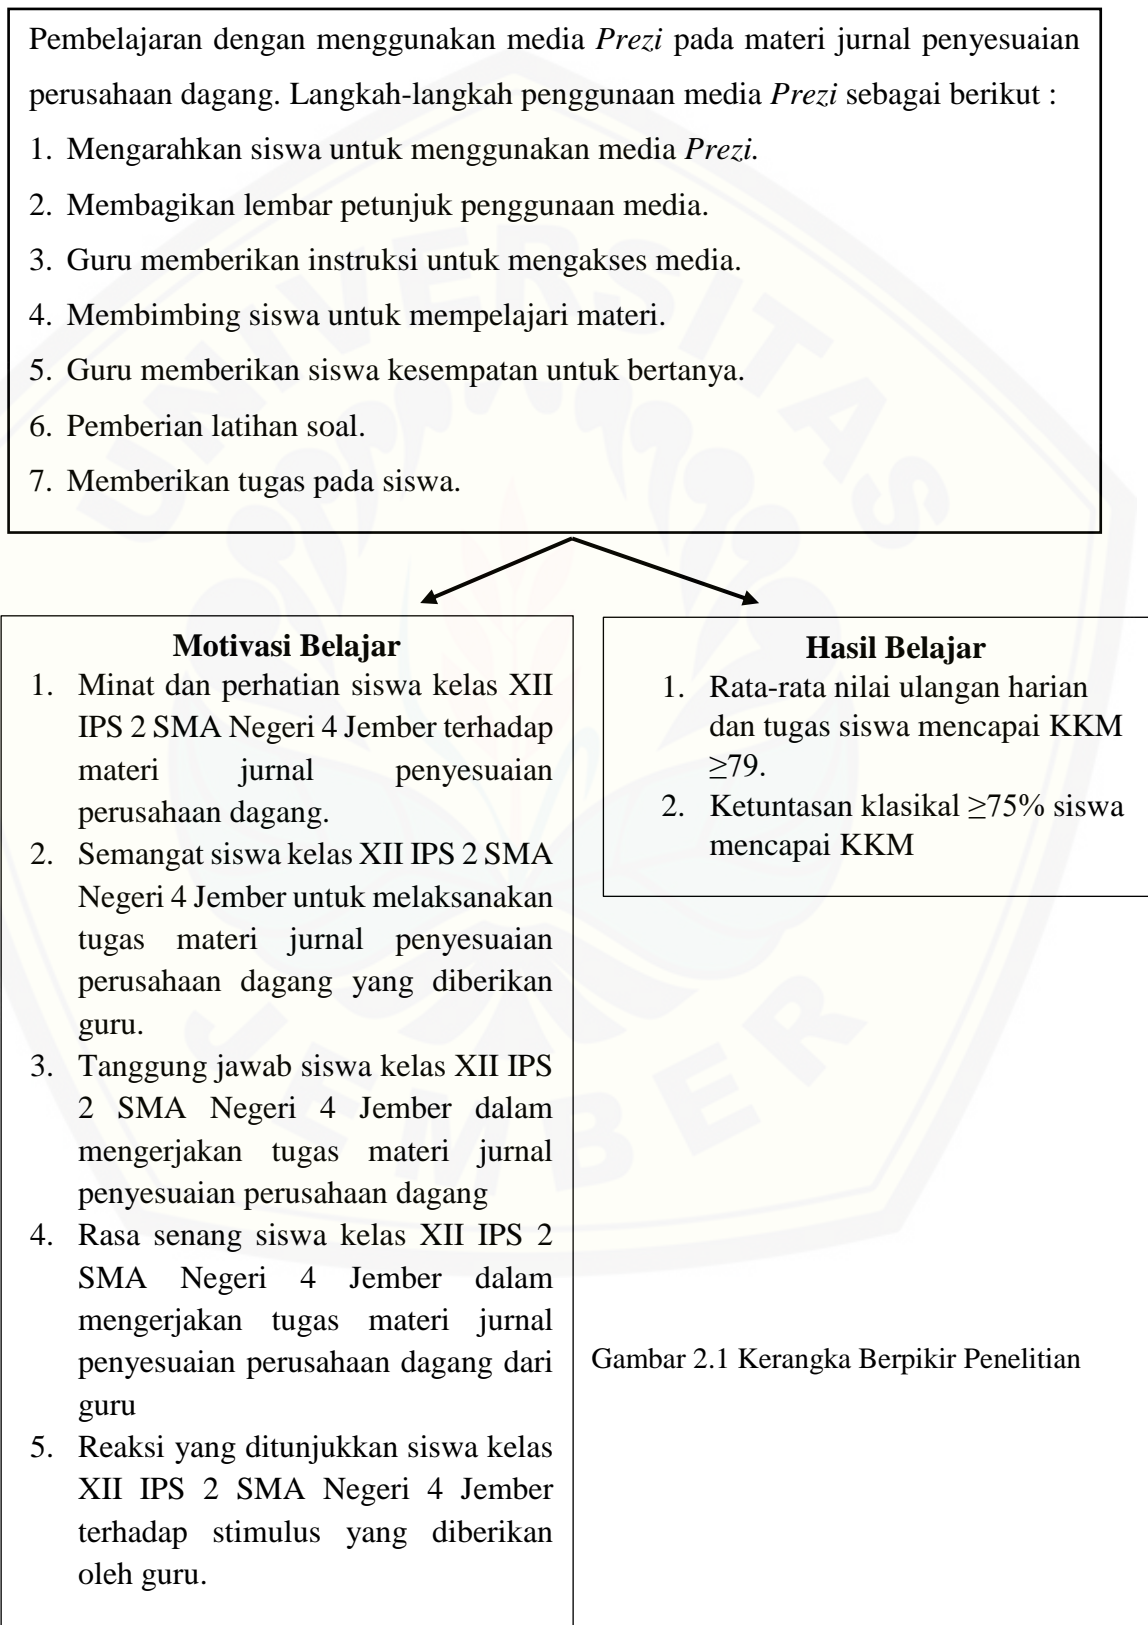 Pembelajaran dengan menggunakan media Prezi pada materi jurnal penyesuaian
perusahaan dagang. Langkah-langkah penggunaan media Prezi sebagai berikut :
1. Mengarahkan siswa untuk menggunakan media Prezi.
2. Membagikan lembar petunjuk penggunaan media.
3. Guru memberikan instruksi untuk mengakses media.
4. Membimbing siswa untuk mempelajari materi.
5. Guru memberikan siswa kesempatan untuk bertanya.
6. Pemberian latihan soal.
7. Memberikan tugas pada siswa.
Motivasi Belajar
1. Minat dan perhatian siswa kelas XII
IPS 2 SMA Negeri 4 Jember terhadap
materi jurnal penyesuaian
perusahaan dagang.
2. Semangat siswa kelas XII IPS 2 SMA
Negeri 4 Jember untuk melaksanakan
tugas materi jurnal penyesuaian
perusahaan dagang yang diberikan
guru.
3. Tanggung jawab siswa kelas XII IPS
2 SMA Negeri 4 Jember dalam
mengerjakan tugas materi jurnal
penyesuaian perusahaan dagang
4. Rasa senang siswa kelas XII IPS 2
SMA Negeri 4 Jember dalam
mengerjakan tugas materi jurnal
penyesuaian perusahaan dagang dari
guru
5. Reaksi yang ditunjukkan siswa kelas
XII IPS 2 SMA Negeri 4 Jember
terhadap stimulus yang diberikan
oleh guru.
Hasil Belajar
1. Rata-rata nilai ulangan harian
dan tugas siswa mencapai KKM
≥79.
2. Ketuntasan klasikal ≥75% siswa
mencapai KKM
Gambar 2.1 Kerangka Berpikir Penelitian
UNIVERSITAS
JEMBER